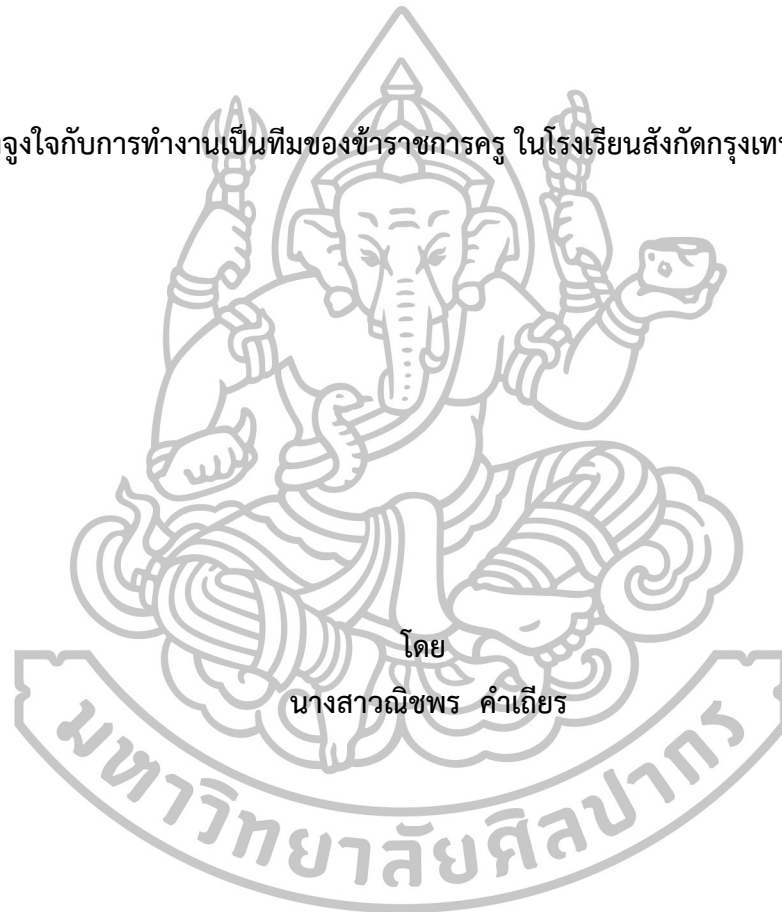 จูงใจกับการทำงานเป็นทีมของข้าราชการครู ในโรงเรียนสังกัดกรุงเท
โดย
นางสาวณิชพร คำเถียร
มหาวิทยาลัยศิลปากร